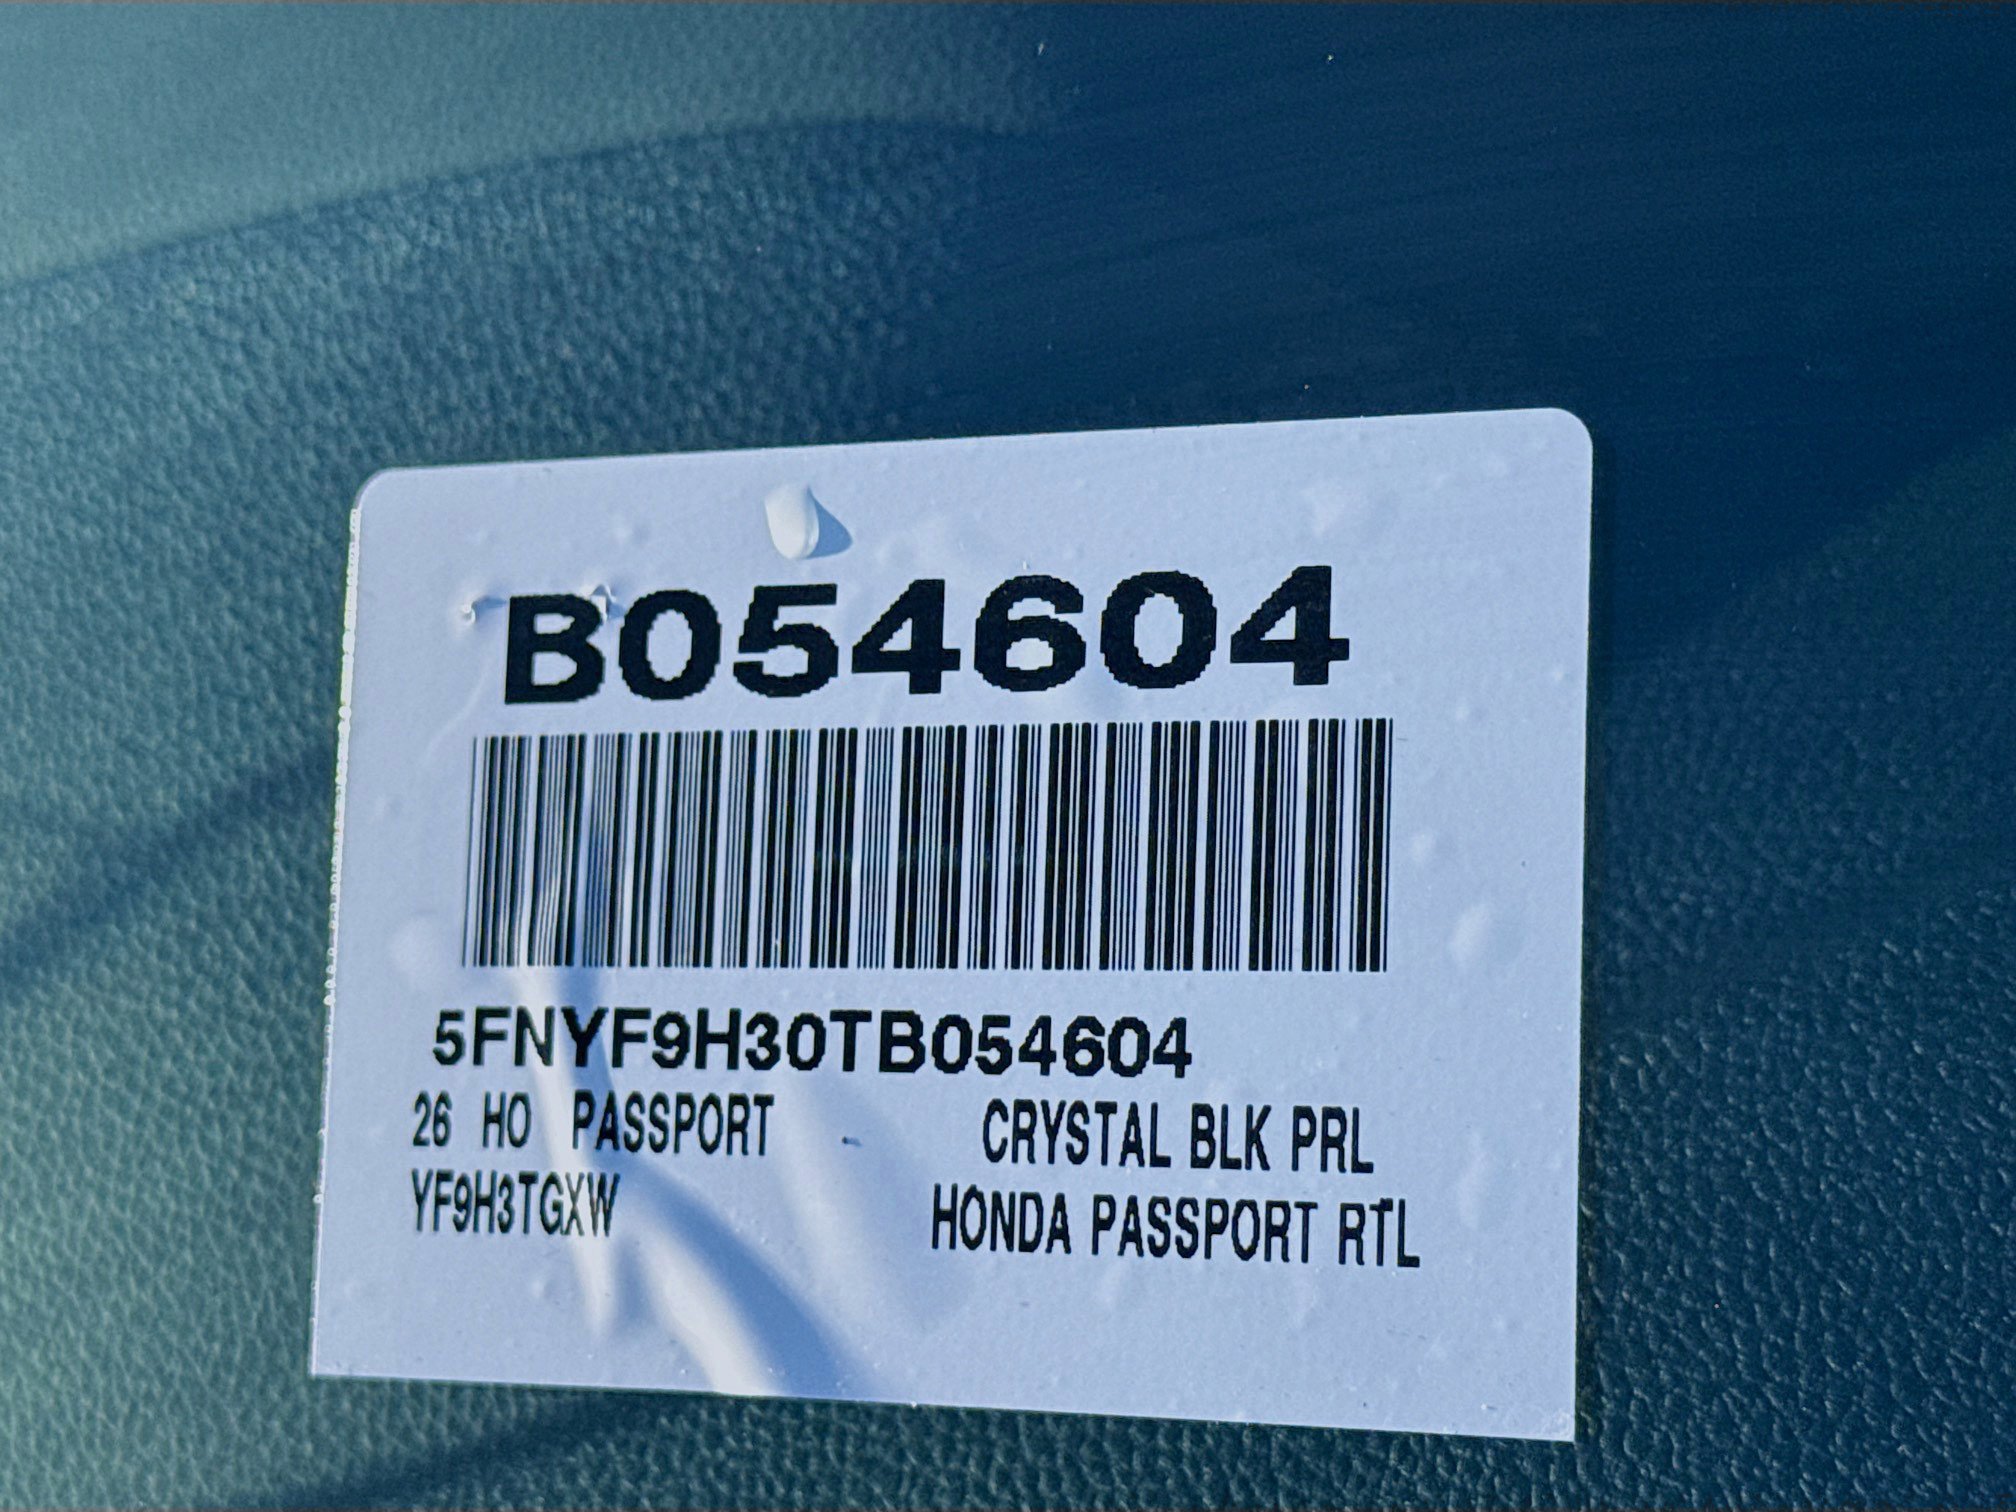 B054604
5FNYF9H30TB054604
26 HO PASSPORT CRYSTAL BLK PRL
YF9H3TGXW HONDA PASSPORT RTL